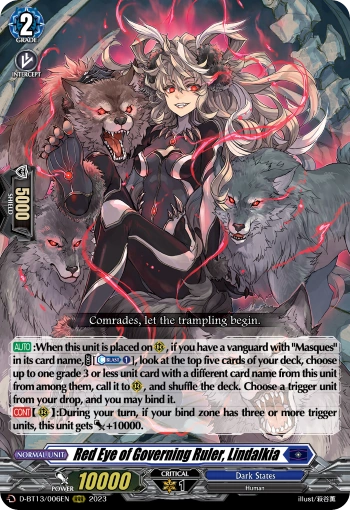 2
GRADE
INTERCEPT
5000
SHIELD
Comrades, let the trampling begin.
AUTO :When this unit is placed on , if you have a vanguard with "Masques"
in its card name, [ BLAST 1], look at the top five cards of your deck, choose
up to one grade 3 or less unit card with a different card name from this unit
from among them, call it to , and shuffle the deck. Choose a trigger unit
from your drop, and you may bind it.
CONT [ ]:During your turn, if your bind zone has three or more trigger
units, this unit gets +10000.
NORMAL UNIT
Red Eye of Governing Ruler, Lindalkia
POWER 10000
CRITICAL
1
Dark States
Human
D-BT13/006EN 2023
illust/萩谷薫